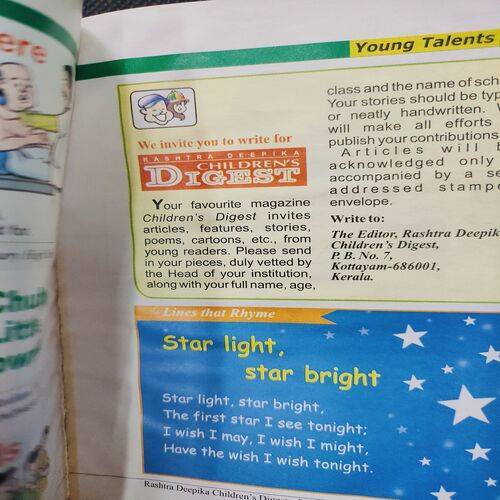 ere
Young Talents
We invite you to write for
RASHTRA DEEPIKA
CHILDREN'S
DIGEST
Your favourite magazine
Children's Digest invites
articles, features, stories,
poems, cartoons, etc., from
young readers. Please send
in your pieces, duly vetted by
the Head of your institution,
along with your full name, age,
class and the name of sch
Your stories should be typ
or neatly handwritten.
will make all efforts
publish your contributions
Articles will b
acknowledged only
accompanied by a se
addressed stamp
envelope.
Write to:
The Editor, Rashtra Deepik
Children's Digest,
P. B. No. 7,
Kottayam-686001,
Kerala.
Lines that Rhyme
Star light,
star bright
Star light, star bright,
The first star I see tonight;
I wish I may, I wish I might,
Have the wish I wish tonight.
Rashtra Deepika Children's